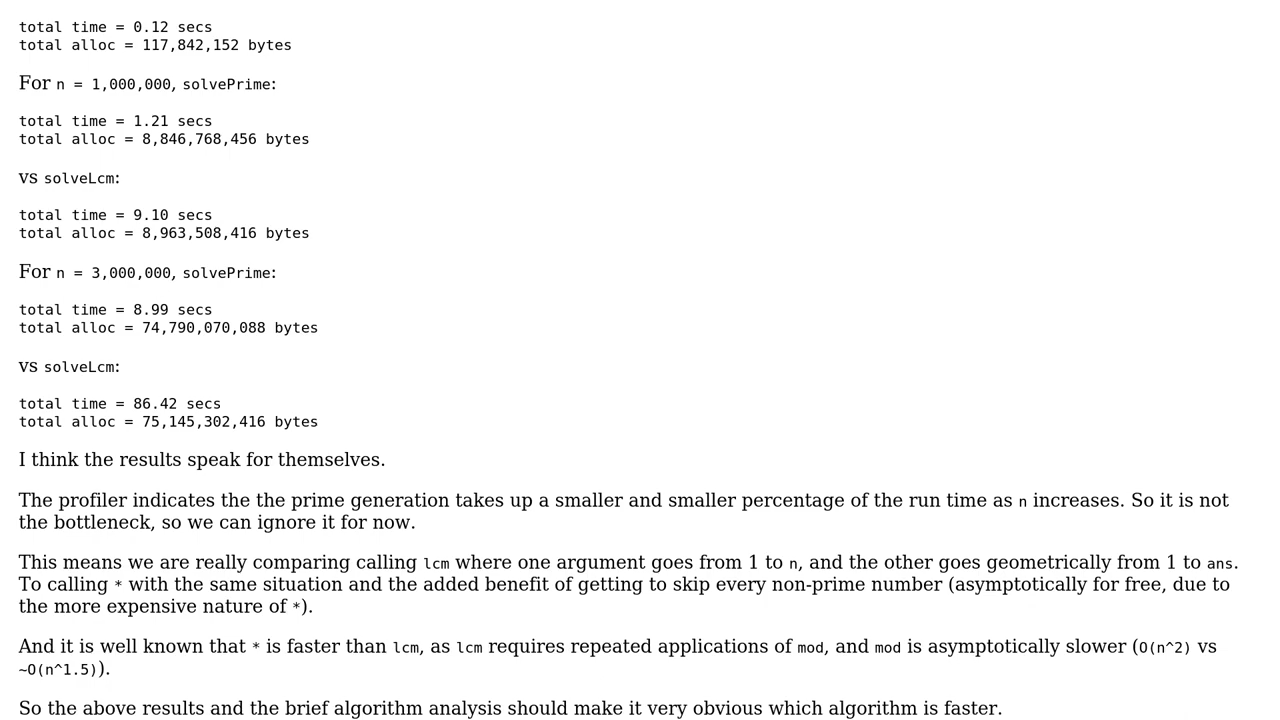 total time = 0.12 secs
total alloc = 117,842,152 bytes
For n = 1,000,000, solvePrime:
total time = 1.21 secs
total alloc = 8,846,768,456 bytes
vs solveLcm:
total time = 9.10 secs
total alloc = 8,963,508,416 bytes
For n = 3,000,000, solvePrime:
total time = 8.99 secs
total alloc = 74,790,070,088 bytes
vs solveLcm:
total time = 86.42 secs
total alloc = 75,145,302,416 bytes
I think the results speak for themselves.
The profiler indicates the the prime generation takes up a smaller and smaller percentage of the run time as n increases. So it is not
the bottleneck, so we can ignore it for now.
This means we are really comparing calling lcm where one argument goes from 1 to n, and the other goes geometrically from 1 to ans.
To calling * with the same situation and the added benefit of getting to skip every non-prime number (asymptotically for free, due to
the more expensive nature of *).
And it is well known that * is faster than lcm, as lcm requires repeated applications of mod, and mod is asymptotically slower (O(n^2) vs
~O(n^1.5)).
So the above results and the brief algorithm analysis should make it very obvious which algorithm is faster.